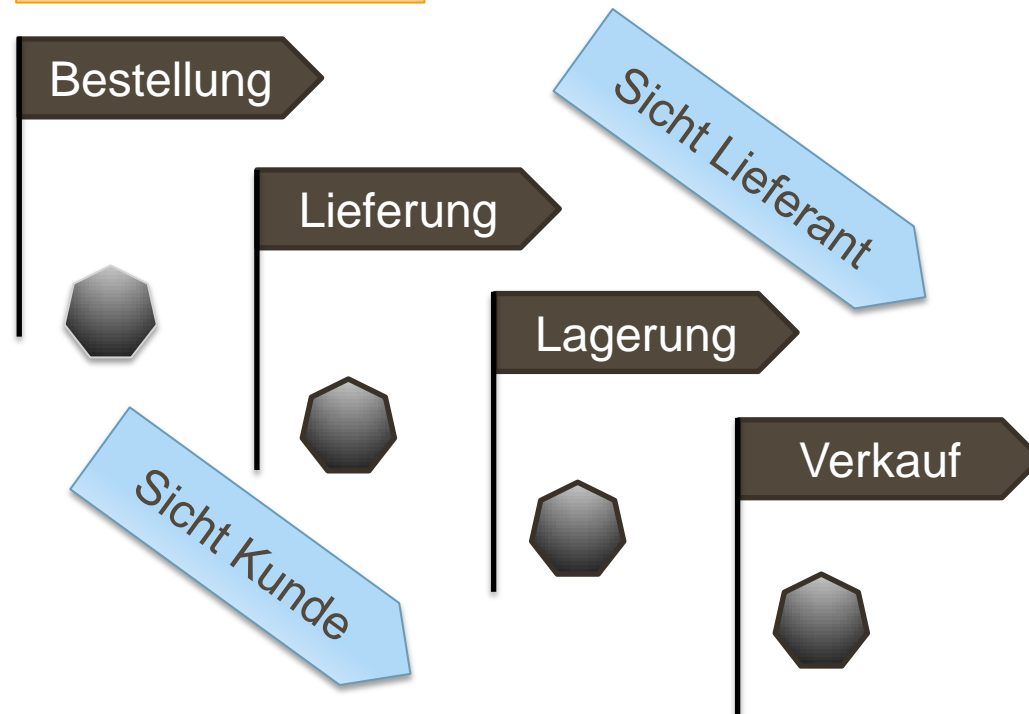 Bestellung
Sicht Lieferant
Lieferung
Lagerung
Verkauf
Sicht Kunde